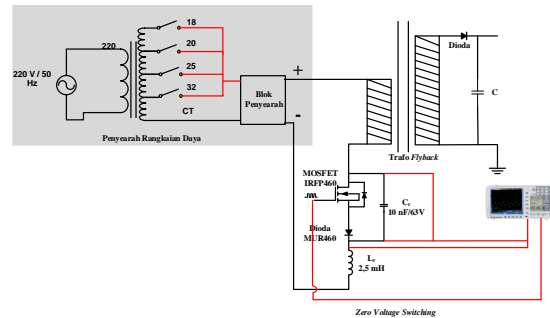 18
220
20
220 V / 50
Hz
25
32
CT
Blok
Penyearah
+
-
Penyearah Rangkaian Daya
Dioda
C
Trafo Flyback
MOSFET
IRFP460
Cr
10 nF/63V
Dioda
MUR460
Lr
2,5 mH
Zero Voltage Switching